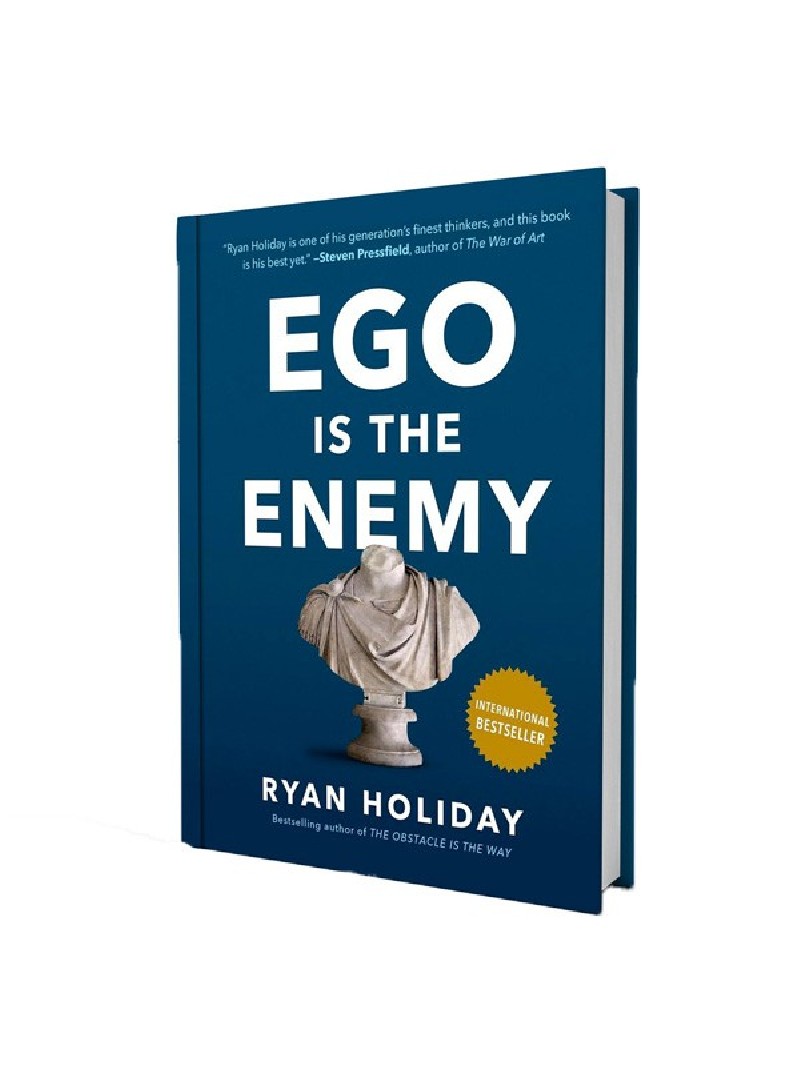 "Ryan Holiday is one of his generation's finest thinkers, and this book
is his best yet." —Steven Pressfield, author of The War of Art
EGO
IS THE
ENEMY
INTERNATIONAL
BESTSELLER
RYAN HOLIDAY
Bestselling author of THE OBSTACLE IS THE WAY